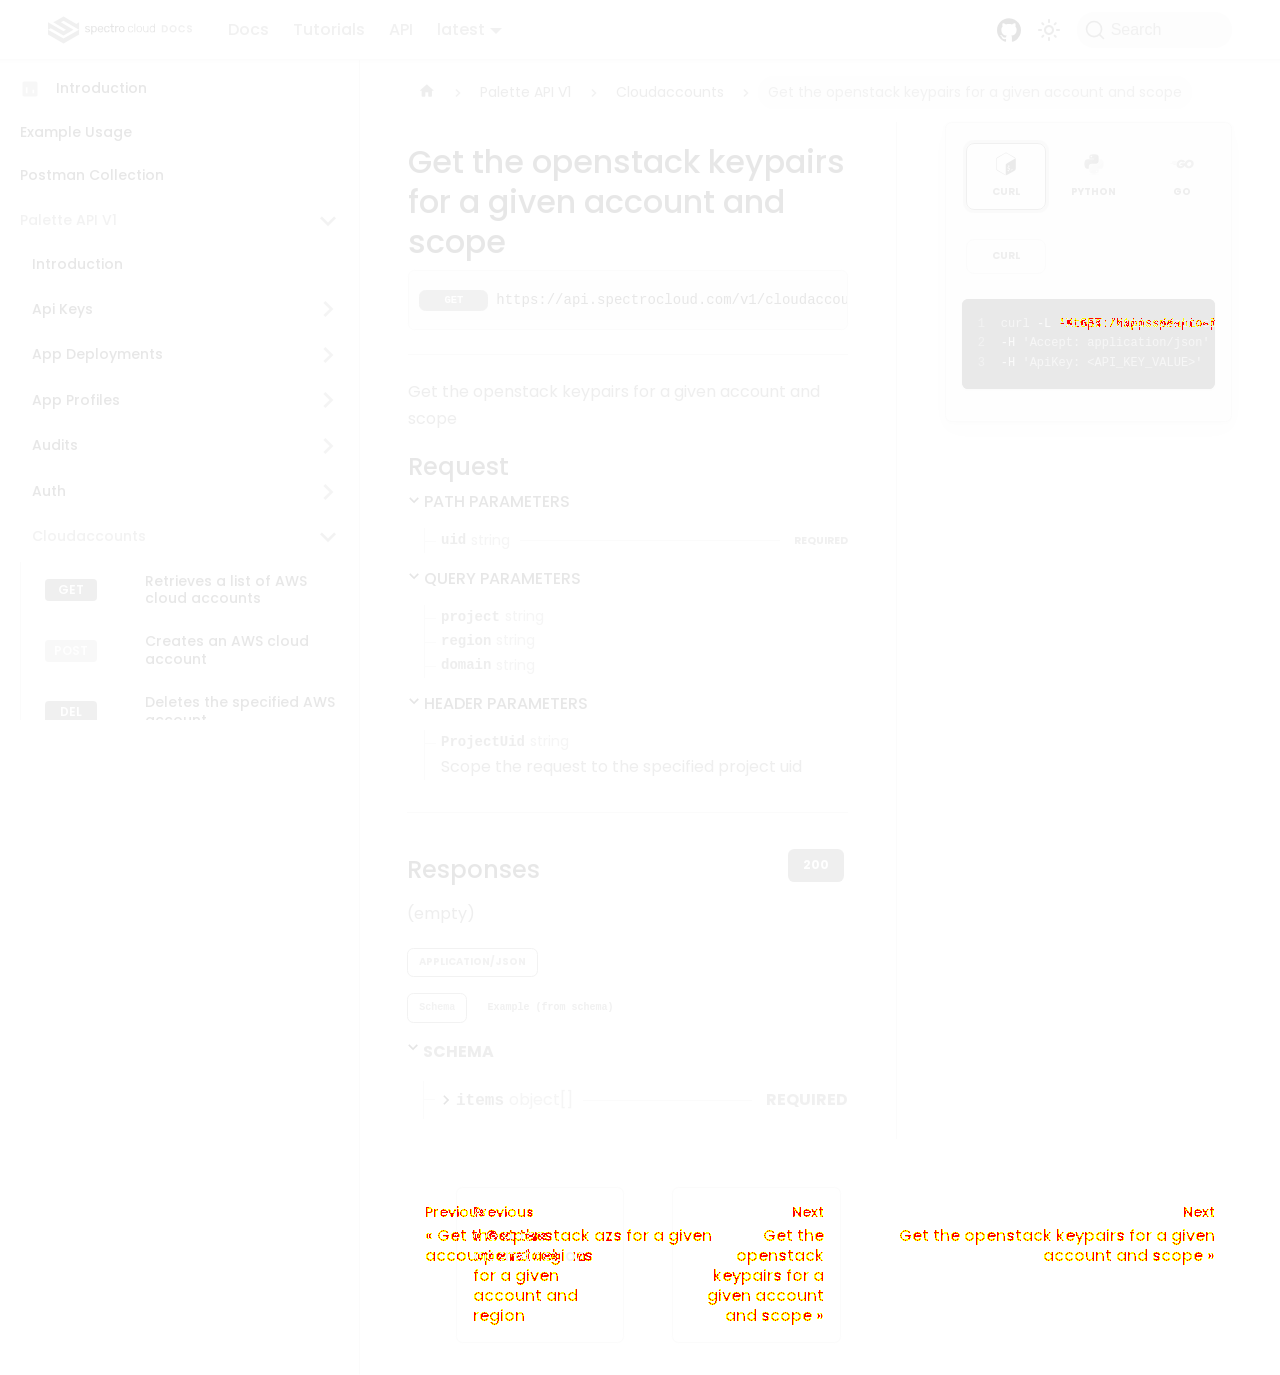 spectro cloud DOCS Docs Tutorials API latest Search
Introduction
Example Usage
Postman Collection
Palette API V1
Introduction
Api Keys
App Deployments
App Profiles
Audits
Auth
Cloudaccounts
GET Retrieves a list of AWS cloud accounts
POST Creates an AWS cloud account
DEL Deletes the specified AWS
Palette API V1 Cloudaccounts Get the openstack keypairs for a given account and scope
Get the openstack keypairs
for a given account and
scope
GET https://api.spectrocloud.com/v1/cloudaccou
Get the openstack keypairs for a given account and
scope
Request
PATH PARAMETERS
uid string REQUIRED
QUERY PARAMETERS
project string
region string
domain string
HEADER PARAMETERS
ProjectUid string
Scope the request to the specified project uid
Responses 200
(empty)
APPLICATION/JSON
Schema Example (from schema)
SCHEMA
items object[] REQUIRED
CURL PYTHON GO
CURL
1 curl -L
2 -H 'Accept: application/json'
3 -H 'ApiKey: <API_KEY_VALUE>'
Previous
for a given
account and
region
Next
Get the
openstack
keypairs for a
given account
and scope »
Next
Get the openstack keypairs for a given
account and scope »